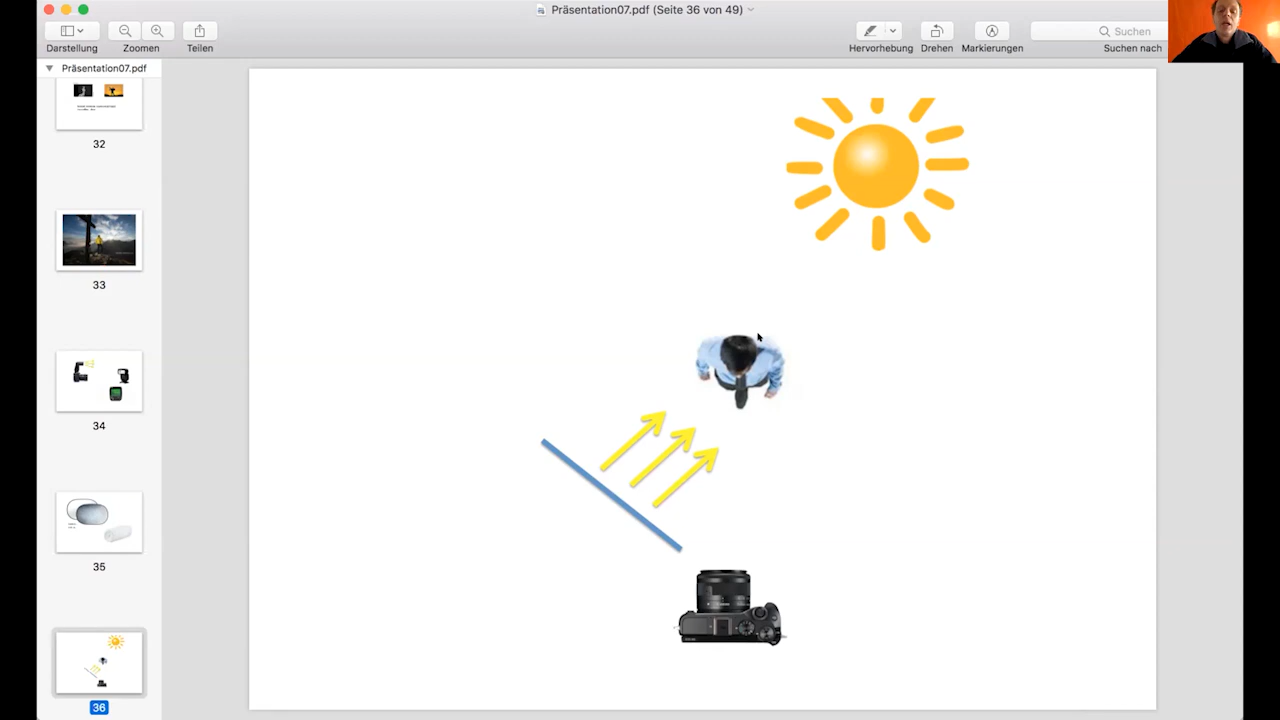 Präsentation07.pdf (Seite 36 von 49)
Darstellung
Zoomen
Teilen
Hervorhebung
Drehen
Markierungen
Suchen
Suchen nach
Präsentation07.pdf
32
33
34
35
36